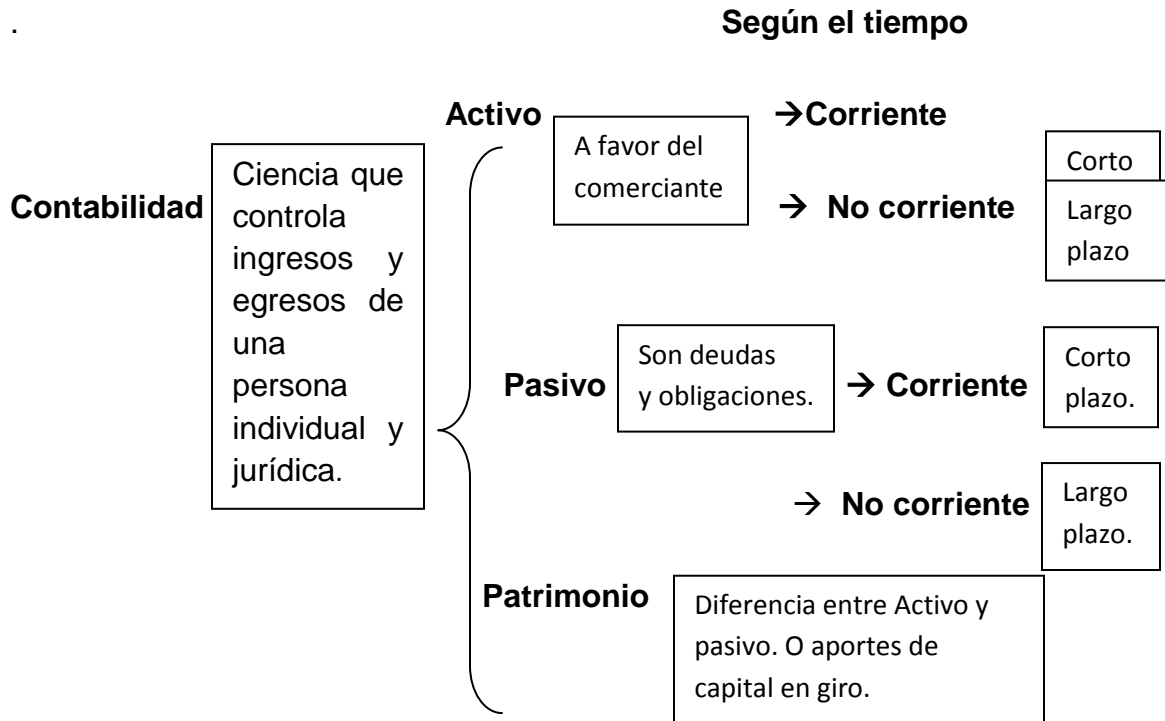 .
Según el tiempo
Activo
A favor del
comerciante
→Corriente
Corto
→ No corriente
Largo
plazo
Contabilidad
Ciencia que
controla
ingresos y
egresos de
una
persona
individual y
jurídica.
Pasivo
Son deudas
y obligaciones.
→ Corriente
Corto
plazo.
→ No corriente
Largo
plazo.
Patrimonio
Diferencia entre Activo y
pasivo. O aportes de
capital en giro.